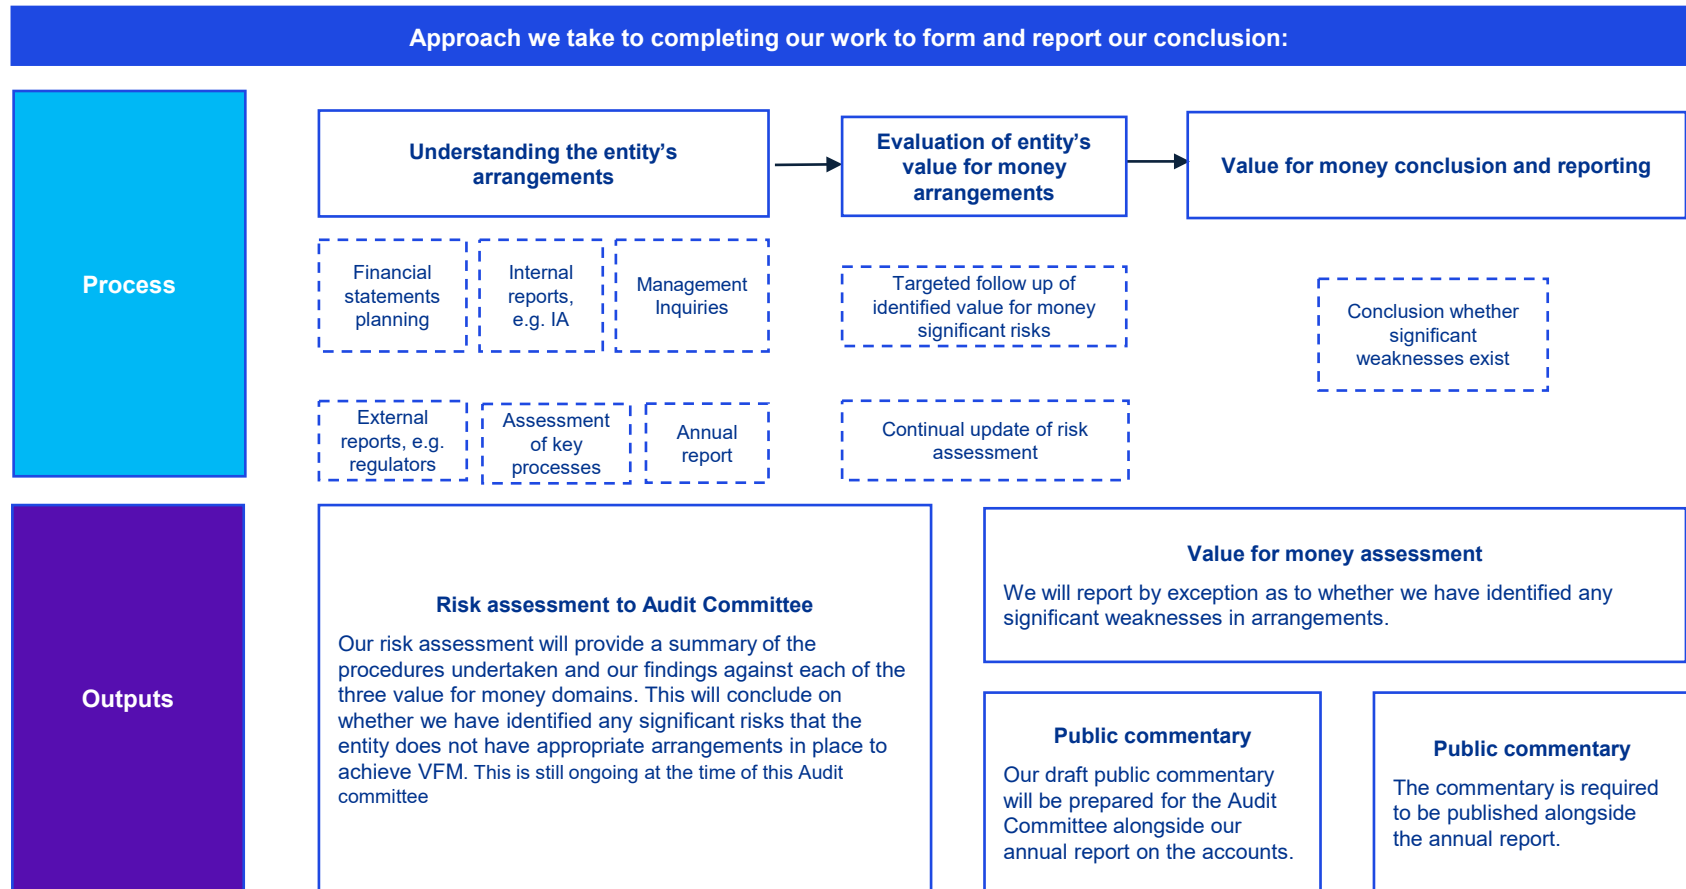 Approach we take to completing our work to form and report our conclusion:
Process
Understanding the entity’s
arrangements
Evaluation of entity’s
value for money
arrangements
Value for money conclusion and reporting
Financial
statements
planning
Internal
reports,
e.g. IA
Management
Inquiries
Targeted follow up of
identified value for money
significant risks
Conclusion whether
significant
weaknesses exist
External
reports, e.g.
regulators
Assessment
of key
processes
Annual
report
Continual update of risk
assessment
Outputs
Risk assessment to Audit Committee
Our risk assessment will provide a summary of the
procedures undertaken and our findings against each of the
three value for money domains. This will conclude on
whether we have identified any significant risks that the
entity does not have appropriate arrangements in place to
achieve VFM. This is still ongoing at the time of this Audit
committee
Value for money assessment
We will report by exception as to whether we have identified any
significant weaknesses in arrangements.
Public commentary
Our draft public commentary
will be prepared for the Audit
Committee alongside our
annual report on the accounts.
Public commentary
The commentary is required
to be published alongside
the annual report.